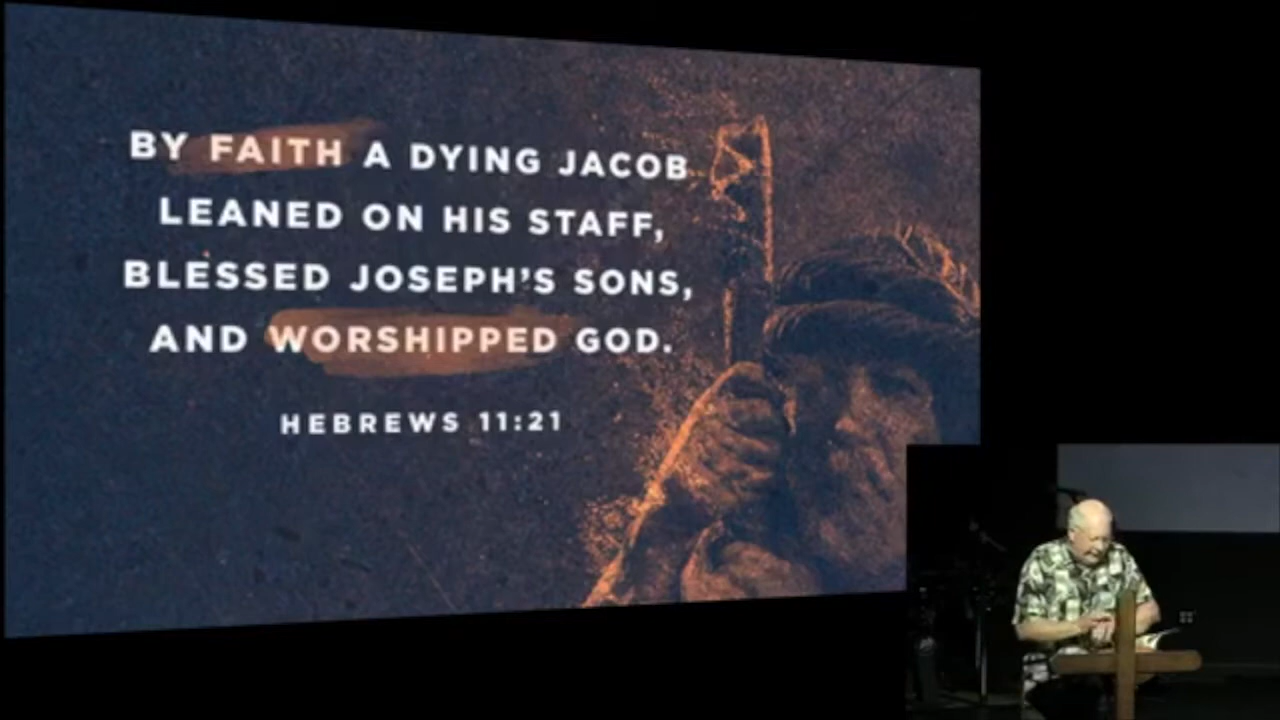 BY FAITH A DYING JACOB
LEANED ON HIS STAFF,
BLESSED JOSEPH'S SONS,
AND WORSHIPPED GOD.
HEBREWS 11:21